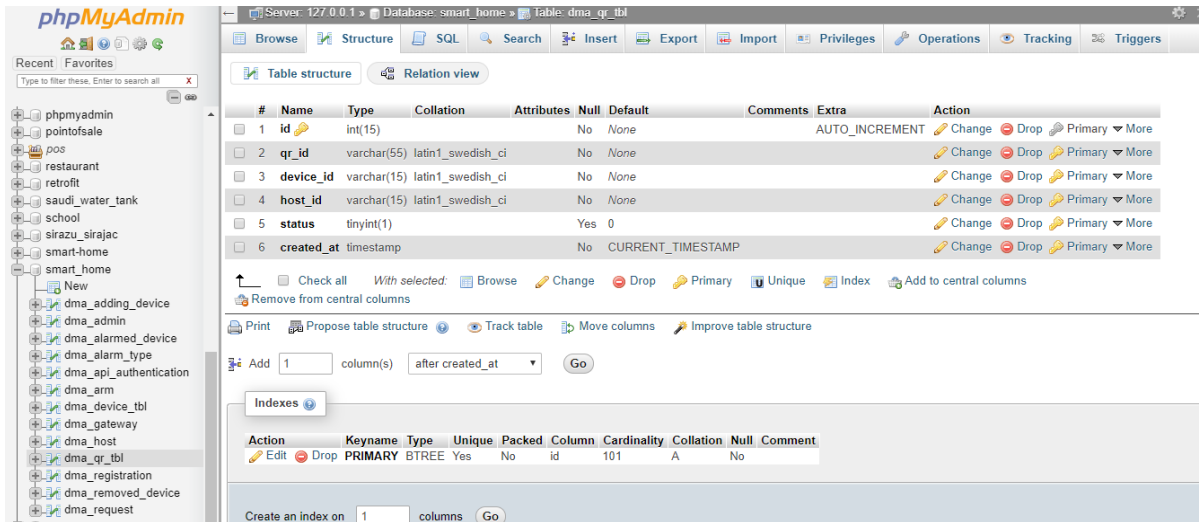 phpMyAdmin
Recent Favorites
Type to filter these, Enter to search all X
phpmyadmin
pointofsale
pos
restaurant
retrofit
saudi_water_tank
school
sirazu_sirajac
smart-home
smart_home
New
dma_adding_device
dma_admin
dma_alarmed_device
dma_alarm_type
dma_api_authentication
dma_arm
dma_device_tbl
dma_gateway
dma_host
dma_qr_tbl
dma_registration
dma_removed_device
dma_request
Server: 127.0.0.1 » Database: smart_home » Table: dma_qr_tbl
Browse Structure SQL Search Insert Export Import Privileges Operations Tracking Triggers
Table structure Relation view
# Name Type Collation Attributes Null Default Comments Extra Action
1 id int(15) No None AUTO_INCREMENT Change Drop Primary More
2 qr_id varchar(55) latin1_swedish_ci No None Change Drop Primary More
3 device_id varchar(15) latin1_swedish_ci No None Change Drop Primary More
4 host_id varchar(15) latin1_swedish_ci No None Change Drop Primary More
5 status tinyint(1) Yes 0 Change Drop Primary More
6 created_at timestamp No CURRENT_TIMESTAMP Change Drop Primary More
Check all With selected: Browse Change Drop Primary Unique Index Add to central columns
Remove from central columns
Print Propose table structure Track table Move columns Improve table structure
Add 1 column(s) after created_at Go
Indexes
Action Keyname Type Unique Packed Column Cardinality Collation Null Comment
Edit Drop PRIMARY BTREE Yes No id 101 A No
Create an index on 1 columns Go